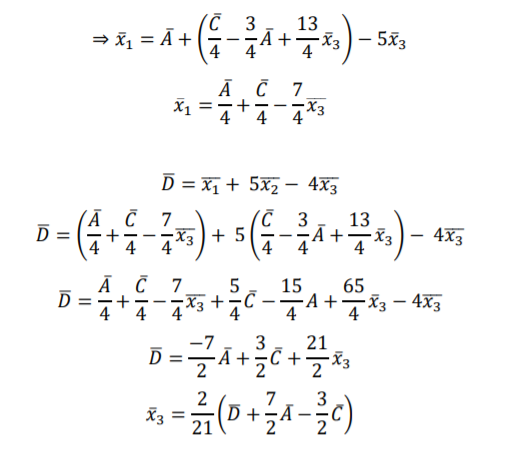 ⇒ x̄₁ = Ā + (C̄/4 − 3/4 Ā + 13/4 x̄₃) − 5x̄₃
x̄₁ = Ā/4 + C̄/4 − 7/4 x̄₃
D̄ = x̄₁ + 5x̄₂ − 4x̄₃
D̄ = (Ā/4 + C̄/4 − 7/4 x̄₃) + 5(C̄/4 − 3/4 Ā + 13/4 x̄₃) − 4x̄₃
D̄ = Ā/4 + C̄/4 − 7/4 x̄₃ + 5/4 C̄ − 15/4 A + 65/4 x̄₃ − 4x̄₃
D̄ = −7/2 Ā + 3/2 C̄ + 21/2 x̄₃
x̄₃ = 2/21 (D̄ + 7/2 Ā − 3/2 C̄)